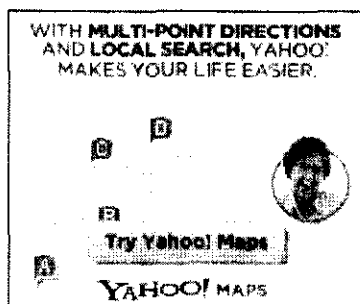 WITH MULTI-POINT DIRECTIONS
AND LOCAL SEARCH, YAHOO!
MAKES YOUR LIFE EASIER.
D
C
B
Try Yahoo! Maps
A
YAHOO! MAPS